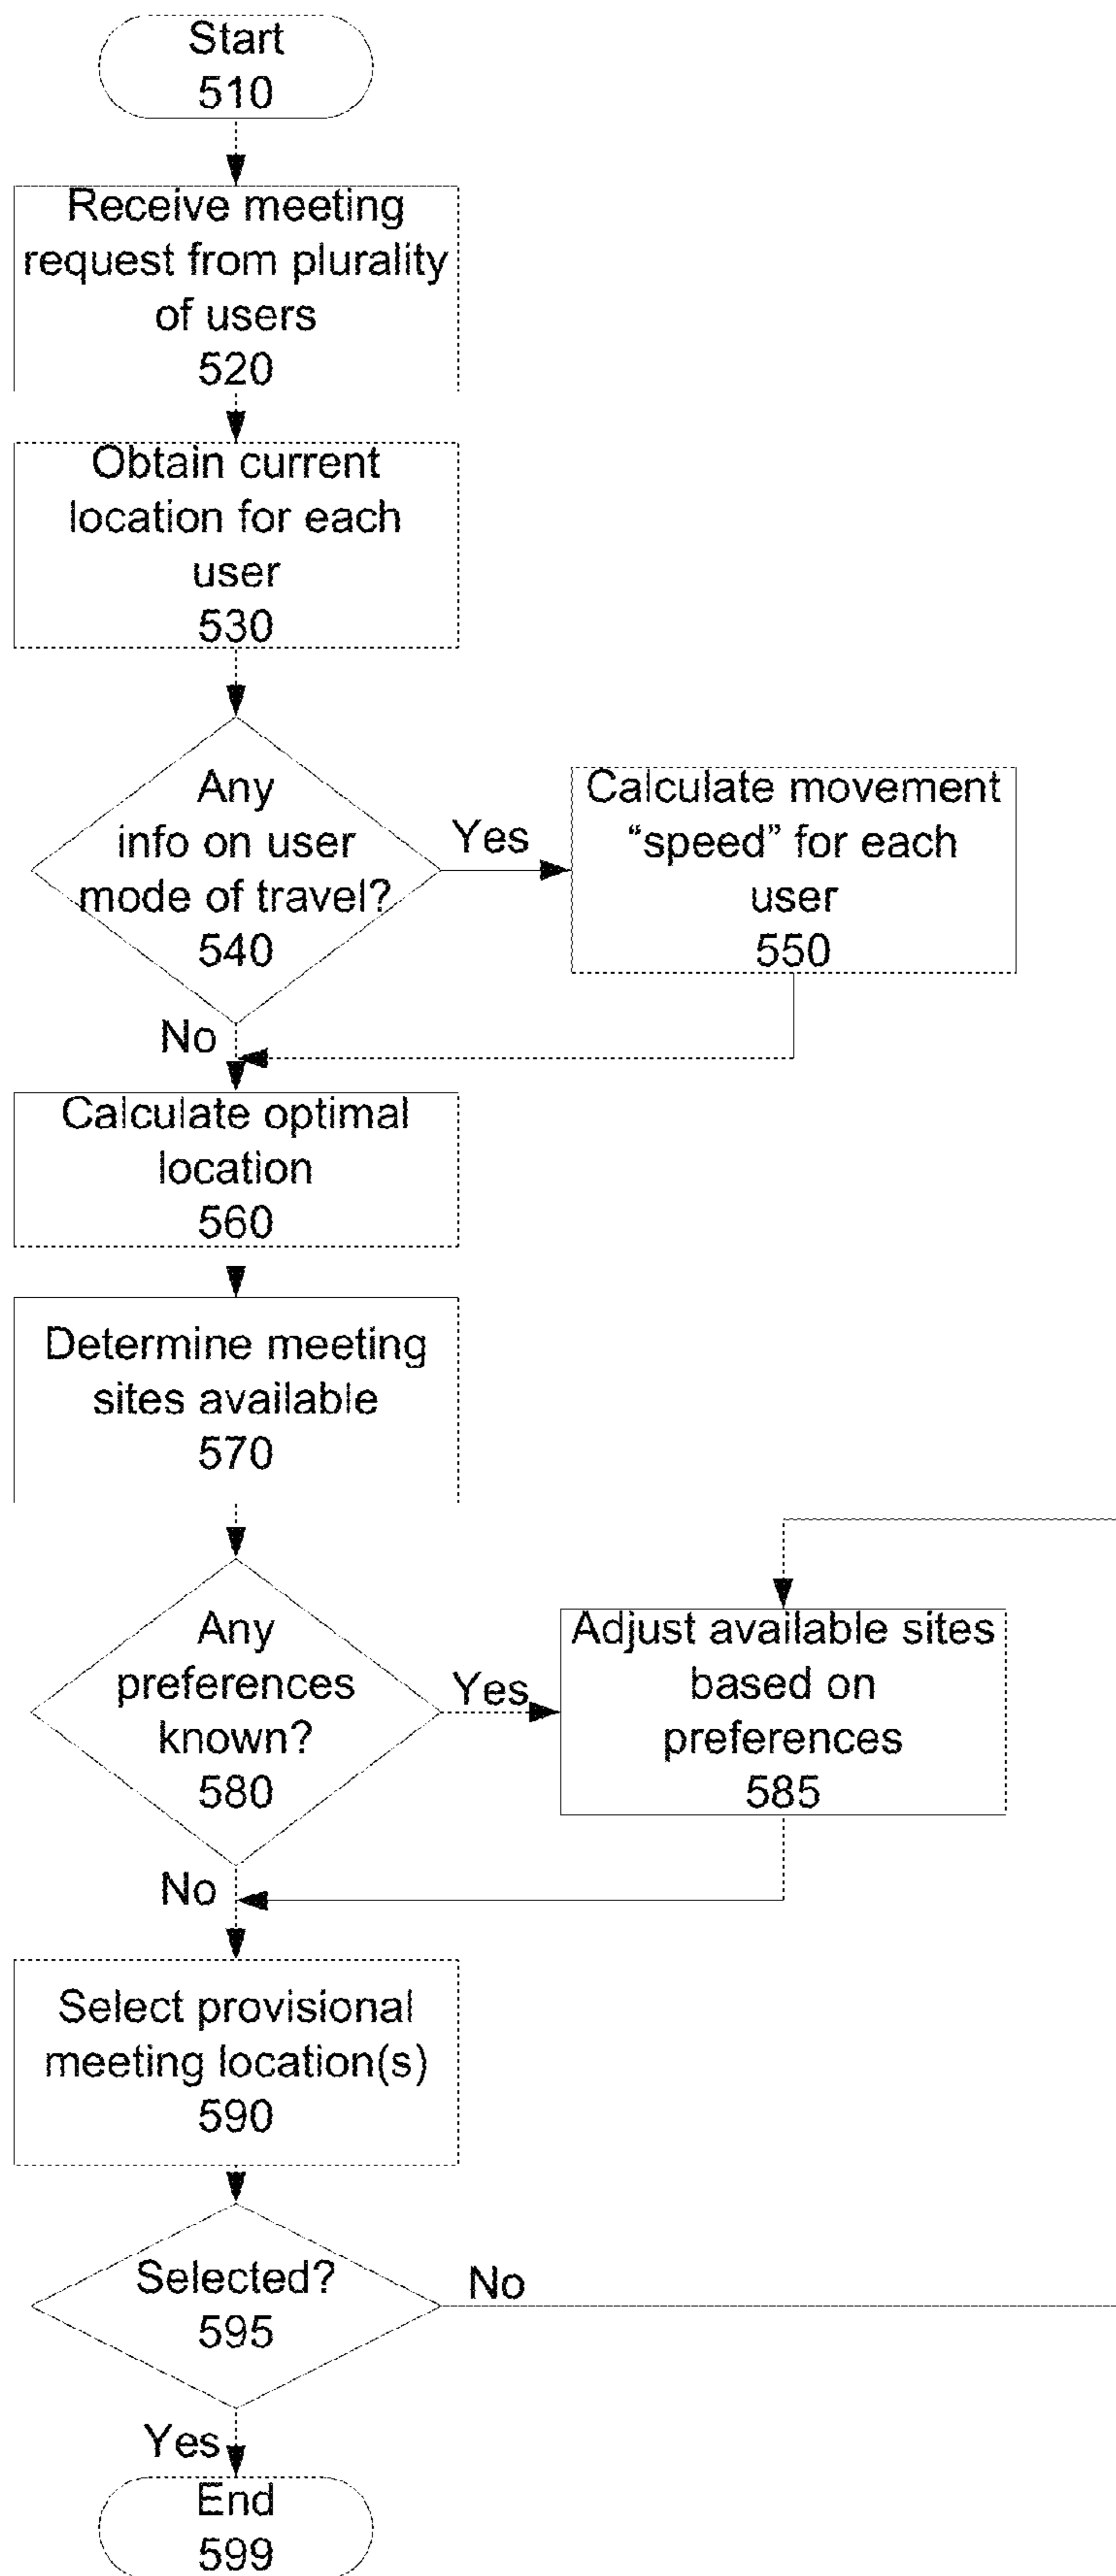 Start
510
Receive meeting
request from plurality
of users
520
Obtain current
location for each
user
530
Any
info on user
mode of travel?
540
Yes
Calculate movement
“speed” for each
user
550
No
Calculate optimal
location
560
Determine meeting
sites available
570
Any
preferences
known?
580
Yes
Adjust available sites
based on
preferences
585
No
Select provisional
meeting location(s)
590
Selected?
595
No
Yes
End
599